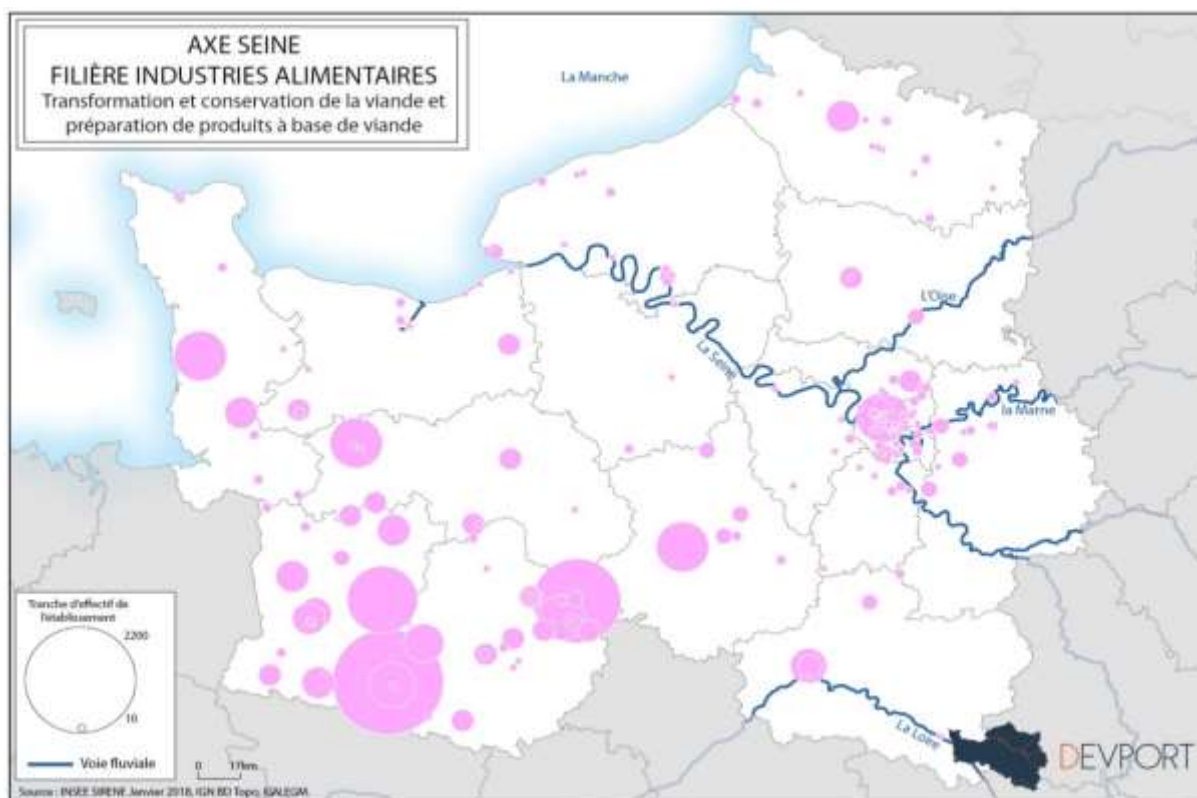 AXE SEINE
FILIÈRE INDUSTRIES ALIMENTAIRES
Transformation et conservation de la viande et
préparation de produits à base de viande
La Manche
L'Oise
La Seine
la Marne
Tranche d'effectif de
l'établissement
2200
10
Voie fluviale
0 17km
La Loire
DEVPORT
Source : INSEE SIRENE Janvier 2018, IGN BD Topo,